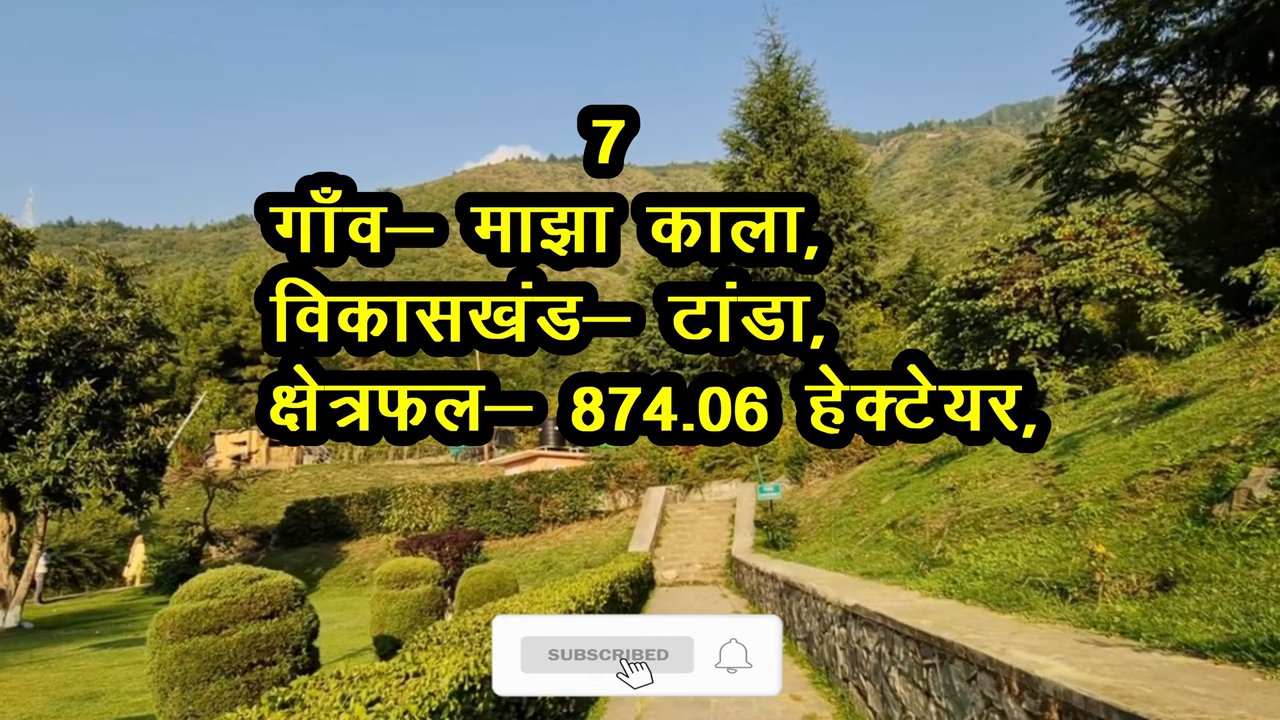 7
गाँव– माझा काला,
विकासखंड– टांडा,
क्षेत्रफल– 874.06 हेक्टेयर,
SUBSCRIBED